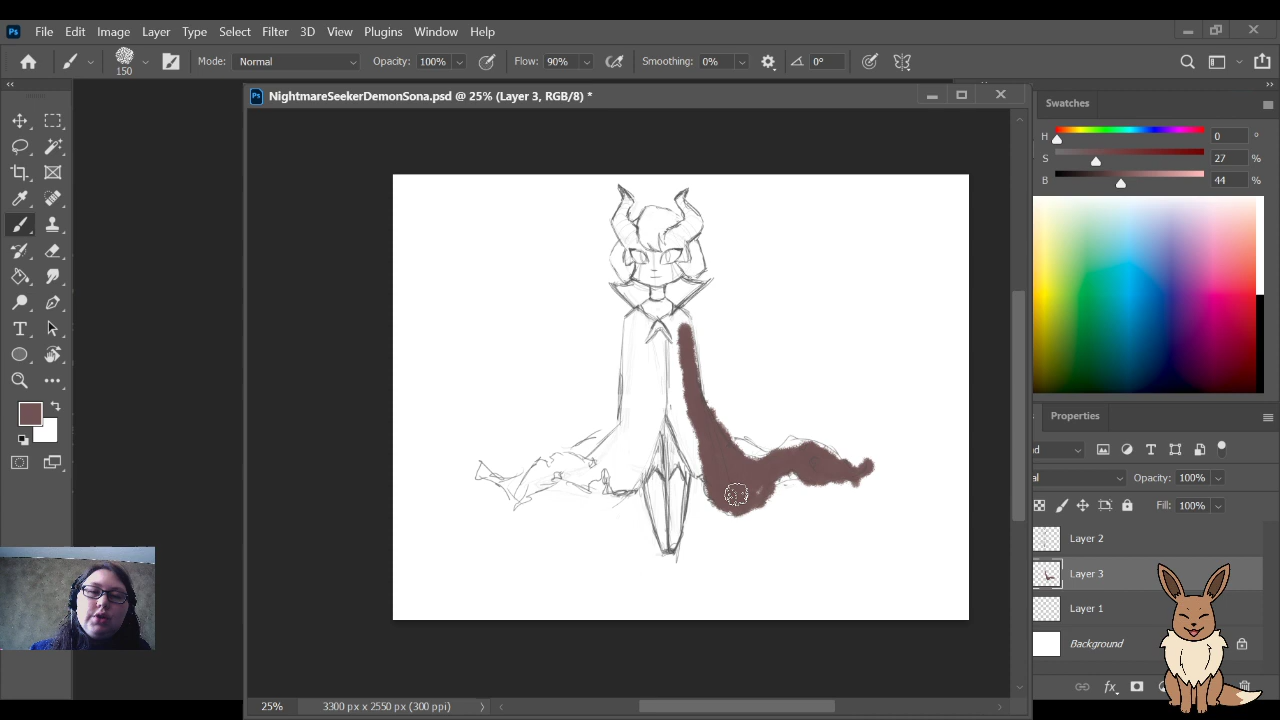 Ps File Edit Image Layer Type Select Filter 3D View Plugins Window Help
150 Mode: Normal Opacity: 100% Flow: 90% Smoothing: 0% 0°
Ps NightmareSeekerDemonSona.psd @ 25% (Layer 3, RGB/8) *
Swatches
H 0 °
S 27 %
B 44 %
Properties
Opacity: 100%
Fill: 100%
Layer 2
Layer 3
Layer 1
Background
fx
25% 3300 px x 2550 px (300 ppi)